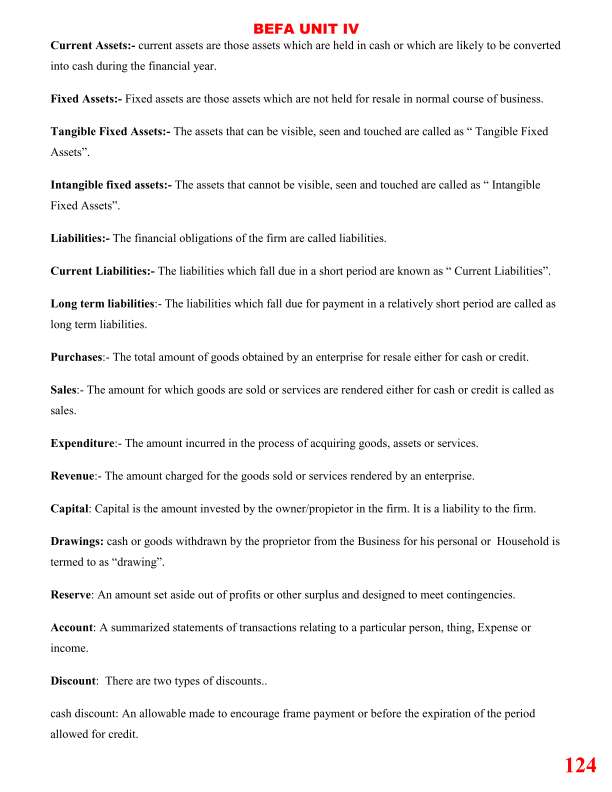 BEFA UNIT IV
Current Assets:- current assets are those assets which are held in cash or which are likely to be converted
into cash during the financial year.
Fixed Assets:- Fixed assets are those assets which are not held for resale in normal course of business.
Tangible Fixed Assets:- The assets that can be visible, seen and touched are called as “ Tangible Fixed
Assets”.
Intangible fixed assets:- The assets that cannot be visible, seen and touched are called as “ Intangible
Fixed Assets”.
Liabilities:- The financial obligations of the firm are called liabilities.
Current Liabilities:- The liabilities which fall due in a short period are known as “ Current Liabilities”.
Long term liabilities:- The liabilities which fall due for payment in a relatively short period are called as
long term liabilities.
Purchases:- The total amount of goods obtained by an enterprise for resale either for cash or credit.
Sales:- The amount for which goods are sold or services are rendered either for cash or credit is called as
sales.
Expenditure:- The amount incurred in the process of acquiring goods, assets or services.
Revenue:- The amount charged for the goods sold or services rendered by an enterprise.
Capital: Capital is the amount invested by the owner/propietor in the firm. It is a liability to the firm.
Drawings: cash or goods withdrawn by the proprietor from the Business for his personal or Household is
termed to as “drawing”.
Reserve: An amount set aside out of profits or other surplus and designed to meet contingencies.
Account: A summarized statements of transactions relating to a particular person, thing, Expense or
income.
Discount: There are two types of discounts..
cash discount: An allowable made to encourage frame payment or before the expiration of the period
allowed for credit.
124